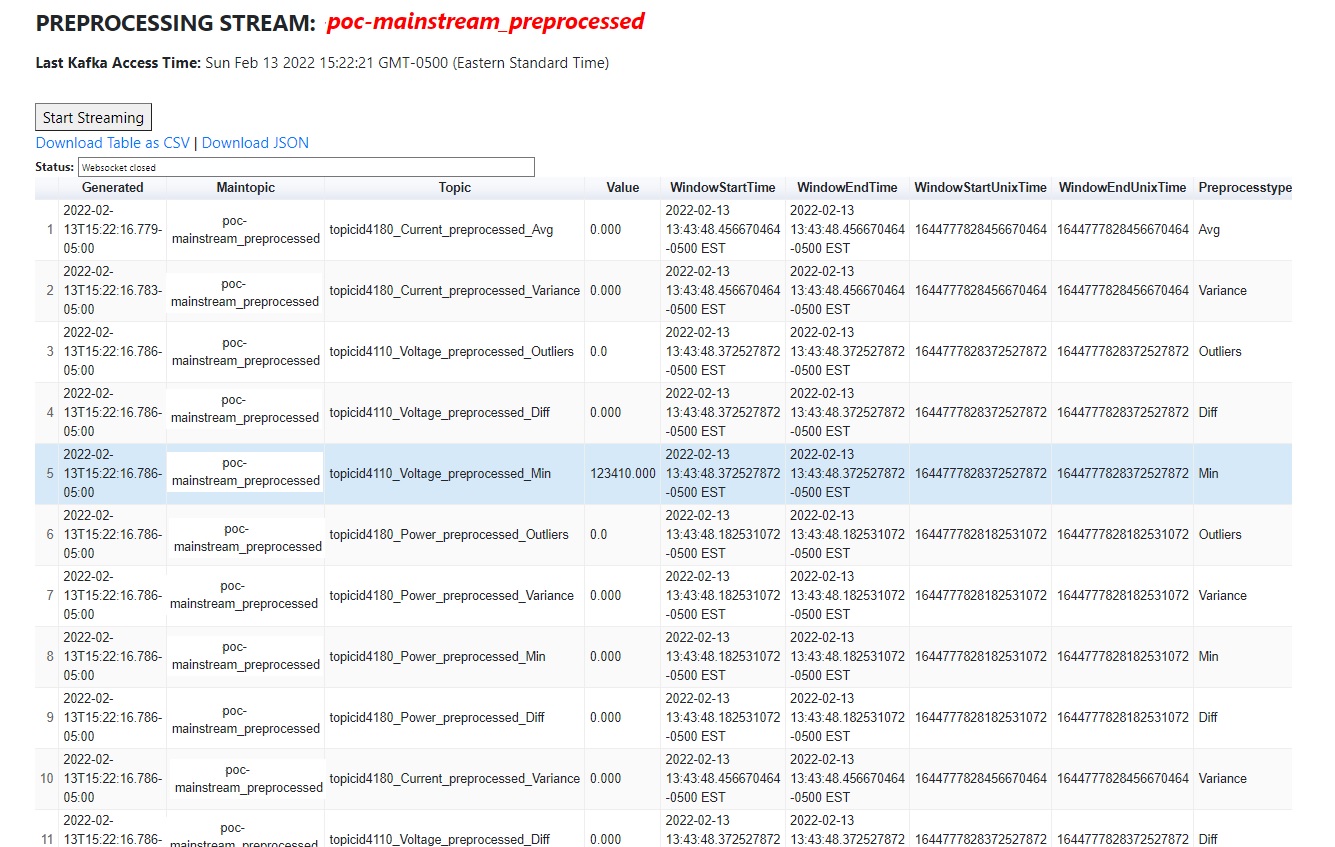 PREPROCESSING STREAM: poc-mainstream_preprocessed
Last Kafka Access Time: Sun Feb 13 2022 15:22:21 GMT-0500 (Eastern Standard Time)
Start Streaming
Download Table as CSV | Download JSON
Status: Websocket closed
Generated Maintopic Topic Value WindowStartTime WindowEndTime WindowStartUnixTime WindowEndUnixTime Preprocesstype
2022-02- 2022-02-13 2022-02-13
1 13T15:22:16.779- poc-mainstream_preprocessed topicid4180_Current_preprocessed_Avg 0.000 13:43:48.456670464 13:43:48.456670464 1644777828456670464 1644777828456670464 Avg
05:00 -0500 EST -0500 EST
2022-02- 2022-02-13 2022-02-13
2 13T15:22:16.783- poc-mainstream_preprocessed topicid4180_Current_preprocessed_Variance 0.000 13:43:48.456670464 13:43:48.456670464 1644777828456670464 1644777828456670464 Variance
05:00 -0500 EST -0500 EST
2022-02- 2022-02-13 2022-02-13
3 13T15:22:16.786- poc-mainstream_preprocessed topicid4110_Voltage_preprocessed_Outliers 0.0 13:43:48.372527872 13:43:48.372527872 1644777828372527872 1644777828372527872 Outliers
05:00 -0500 EST -0500 EST
2022-02- 2022-02-13 2022-02-13
4 13T15:22:16.786- poc-mainstream_preprocessed topicid4110_Voltage_preprocessed_Diff 0.000 13:43:48.372527872 13:43:48.372527872 1644777828372527872 1644777828372527872 Diff
05:00 -0500 EST -0500 EST
2022-02- 2022-02-13 2022-02-13
5 13T15:22:16.786- poc-mainstream_preprocessed topicid4110_Voltage_preprocessed_Min 123410.000 13:43:48.372527872 13:43:48.372527872 1644777828372527872 1644777828372527872 Min
05:00 -0500 EST -0500 EST
2022-02- 2022-02-13 2022-02-13
6 13T15:22:16.786- poc-mainstream_preprocessed topicid4180_Power_preprocessed_Outliers 0.0 13:43:48.182531072 13:43:48.182531072 1644777828182531072 1644777828182531072 Outliers
05:00 -0500 EST -0500 EST
2022-02- 2022-02-13 2022-02-13
7 13T15:22:16.786- poc-mainstream_preprocessed topicid4180_Power_preprocessed_Variance 0.000 13:43:48.182531072 13:43:48.182531072 1644777828182531072 1644777828182531072 Variance
05:00 -0500 EST -0500 EST
2022-02- 2022-02-13 2022-02-13
8 13T15:22:16.786- poc-mainstream_preprocessed topicid4180_Power_preprocessed_Min 0.000 13:43:48.182531072 13:43:48.182531072 1644777828182531072 1644777828182531072 Min
05:00 -0500 EST -0500 EST
2022-02- 2022-02-13 2022-02-13
9 13T15:22:16.786- poc-mainstream_preprocessed topicid4180_Power_preprocessed_Diff 0.000 13:43:48.182531072 13:43:48.182531072 1644777828182531072 1644777828182531072 Diff
05:00 -0500 EST -0500 EST
2022-02- 2022-02-13 2022-02-13
10 13T15:22:16.786- poc-mainstream_preprocessed topicid4180_Current_preprocessed_Variance 0.000 13:43:48.456670464 13:43:48.456670464 1644777828456670464 1644777828456670464 Variance
05:00 -0500 EST -0500 EST
2022-02- 2022-02-13 2022-02-13
11 13T15:22:16.786- poc-mainstream_preprocessed topicid4110_Voltage_preprocessed_Diff 0.000 13:43:48.372527872 13:43:48.372527872 1644777828372527872 1644777828372527872 Diff